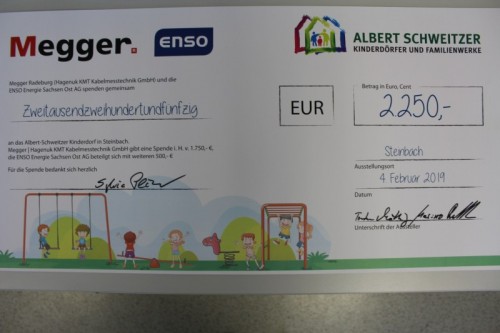 Megger.
ENSO
ALBERT SCHWEITZER
KINDERDÖRFER UND FAMILIENWERKE
Megger Radeburg (Hagenuk KMT Kabelmesstechnik GmbH) und die
ENSO Energie Sachsen Ost AG spenden gemeinsam
Zweitausendzweihundertundfünfzig
an das Albert-Schweitzer Kinderdorf in Steinbach.
Megger | Hagenuk KMT Kabelmesstechnik GmbH gibt eine Spende i. H. v. 1.750,- €,
die ENSO Energie Sachsen Ost AG beteiligt sich mit weiteren 500,- €
Für die Spende bedankt sich herzlich
EUR
Betrag in Euro, Cent
2250,-
Steinbach
Ausstellungsort
4 Februar 2019
Datum
Unterschrift der Aussteller